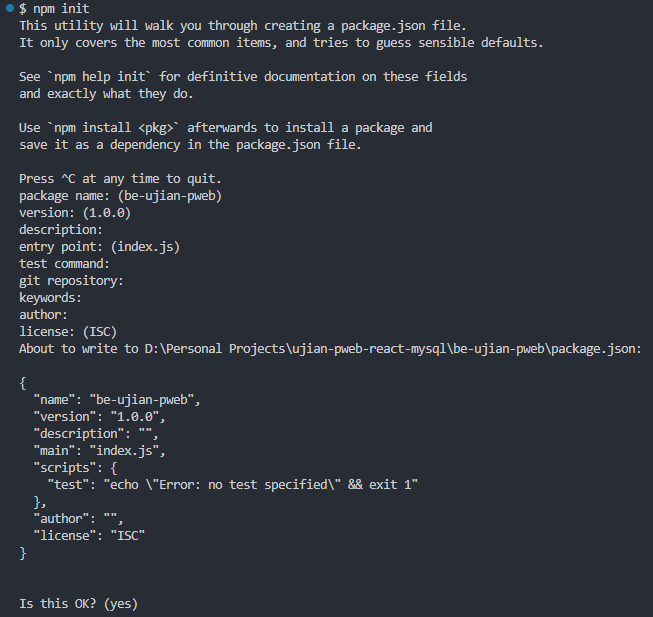 $ npm init
This utility will walk you through creating a package.json file.
It only covers the most common items, and tries to guess sensible defaults.
See `npm help init` for definitive documentation on these fields
and exactly what they do.
Use `npm install <pkg>` afterwards to install a package and
save it as a dependency in the package.json file.
Press ^C at any time to quit.
package name: (be-ujian-pweb)
version: (1.0.0)
description:
entry point: (index.js)
test command:
git repository:
keywords:
author:
license: (ISC)
About to write to D:\Personal Projects\ujian-pweb-react-mysql\be-ujian-pweb\package.json:
{
  "name": "be-ujian-pweb",
  "version": "1.0.0",
  "description": "",
  "main": "index.js",
  "scripts": {
    "test": "echo \"Error: no test specified\" && exit 1"
  },
  "author": "",
  "license": "ISC"
}
Is this OK? (yes)